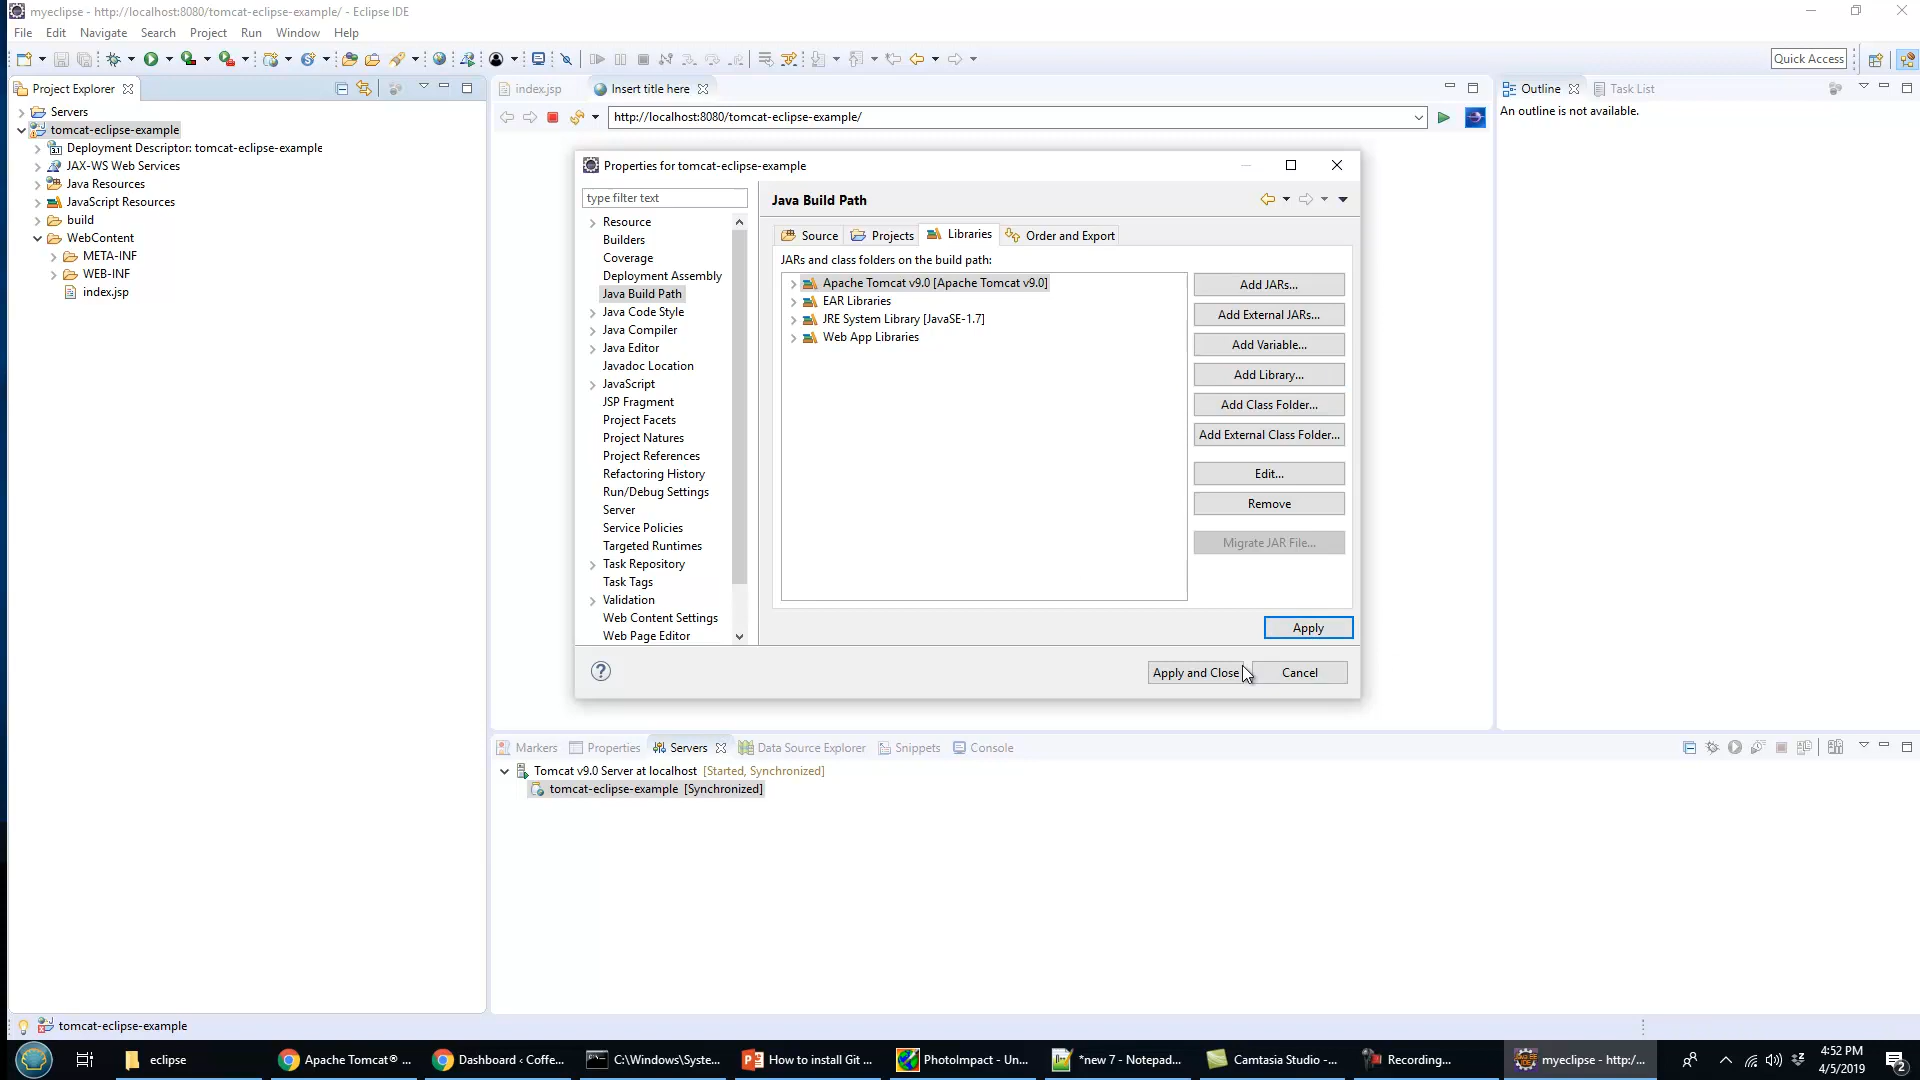 myeclipse - http://localhost:8080/tomcat-eclipse-example/ - Eclipse IDE
File Edit Navigate Search Project Run Window Help
Quick Access
Project Explorer
index.jsp
Insert title here
Outline
Task List
Servers
tomcat-eclipse-example
Deployment Descriptor: tomcat-eclipse-example
JAX-WS Web Services
Java Resources
JavaScript Resources
build
WebContent
META-INF
WEB-INF
index.jsp
http://localhost:8080/tomcat-eclipse-example/
An outline is not available.
Properties for tomcat-eclipse-example
type filter text
Resource
Builders
Coverage
Deployment Assembly
Java Build Path
Java Code Style
Java Compiler
Java Editor
Javadoc Location
JavaScript
JSP Fragment
Project Facets
Project Natures
Project References
Refactoring History
Run/Debug Settings
Server
Service Policies
Targeted Runtimes
Task Repository
Task Tags
Validation
Web Content Settings
Web Page Editor
Java Build Path
Source Projects Libraries Order and Export
JARs and class folders on the build path:
Apache Tomcat v9.0 [Apache Tomcat v9.0]
EAR Libraries
JRE System Library [JavaSE-1.7]
Web App Libraries
Add JARs...
Add External JARs...
Add Variable...
Add Library...
Add Class Folder...
Add External Class Folder...
Edit...
Remove
Migrate JAR File...
Apply
Apply and Close
Cancel
Markers Properties Servers Data Source Explorer Snippets Console
Tomcat v9.0 Server at localhost [Started, Synchronized]
tomcat-eclipse-example [Synchronized]
tomcat-eclipse-example
eclipse
Apache Tomcat® ...
Dashboard ‹ Coffe...
C:\Windows\Syste...
How to install Git ...
PhotoImpact - Un...
*new 7 - Notepad...
Camtasia Studio -...
Recording...
myeclipse - http:/...
4:52 PM
4/5/2019
2